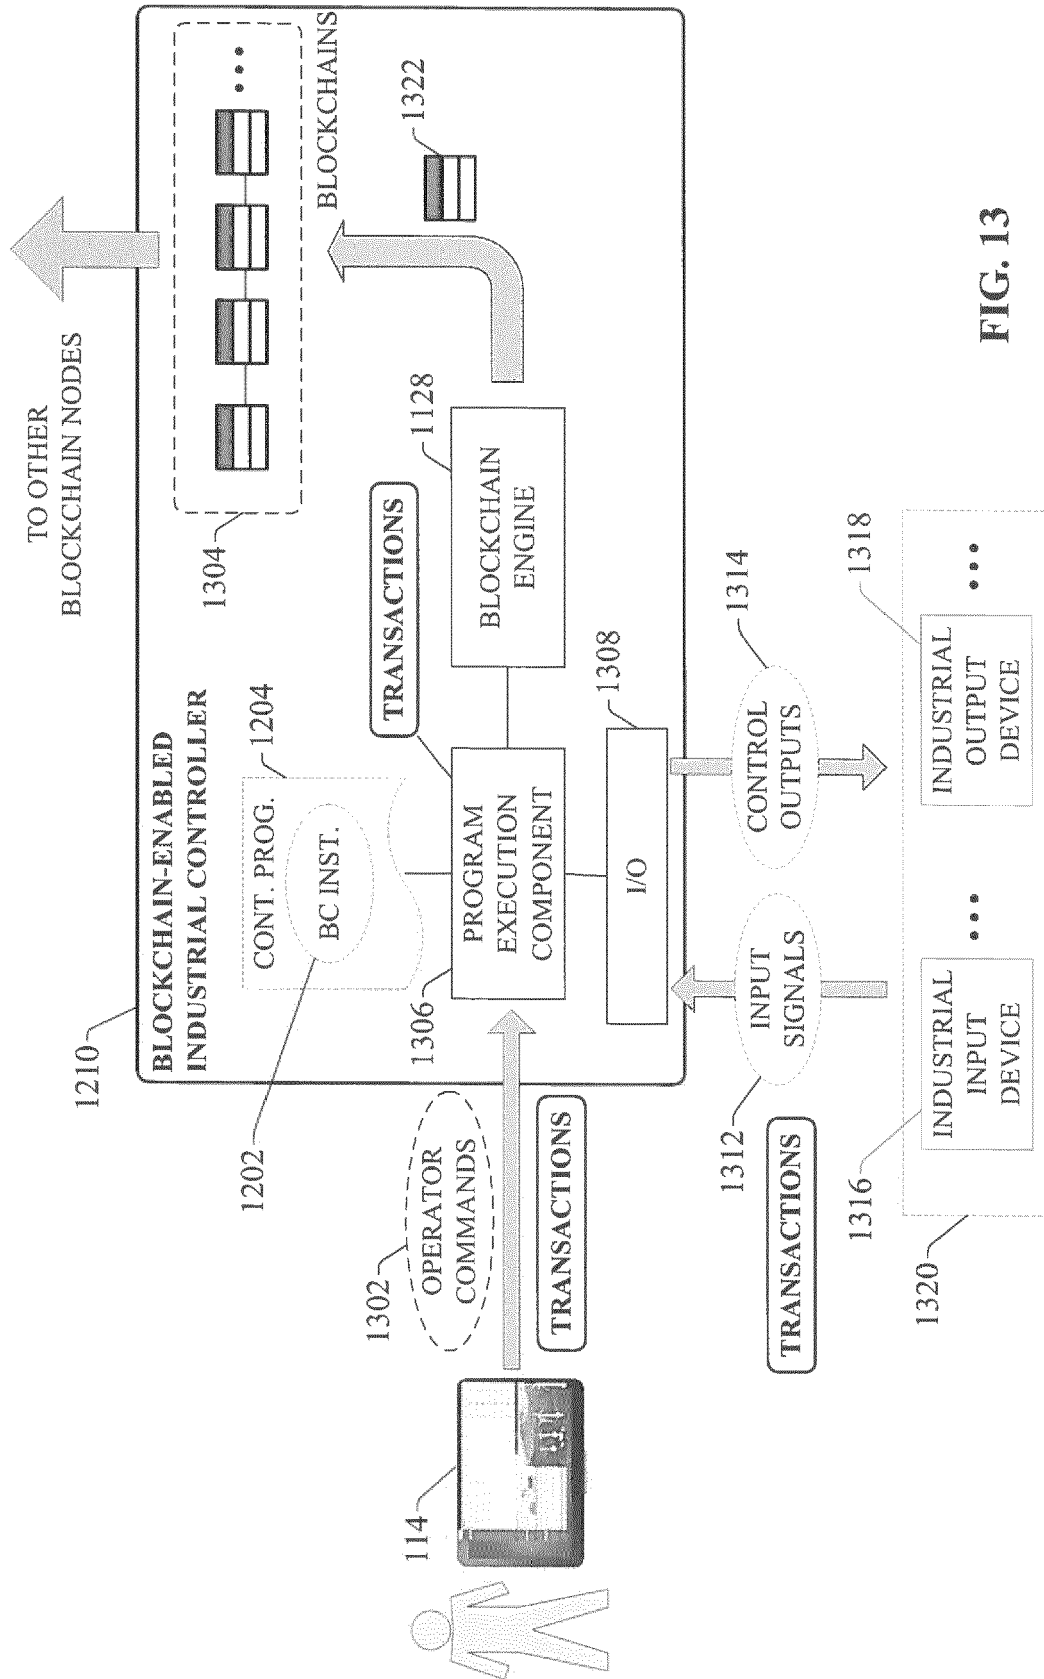 TO OTHER
BLOCKCHAIN NODES
1210
BLOCKCHAIN-ENABLED
INDUSTRIAL CONTROLLER
1304
BLOCKCHAINS
1202
CONT. PROG.
1204
BC INST.
TRANSACTIONS
1322
1306
PROGRAM
EXECUTION
COMPONENT
BLOCKCHAIN
ENGINE
1128
1302
OPERATOR
COMMANDS
114
TRANSACTIONS
I/O
1308
1312
INPUT
SIGNALS
CONTROL
OUTPUTS
1314
TRANSACTIONS
1316
INDUSTRIAL
INPUT
DEVICE
INDUSTRIAL
OUTPUT
DEVICE
1318
1320
FIG. 13